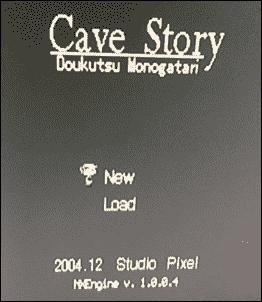 Cave Story
Doukutsu Monogatari
New
Load
2004.12 Studio Pixel
NXEngine v. 1.0.0.4